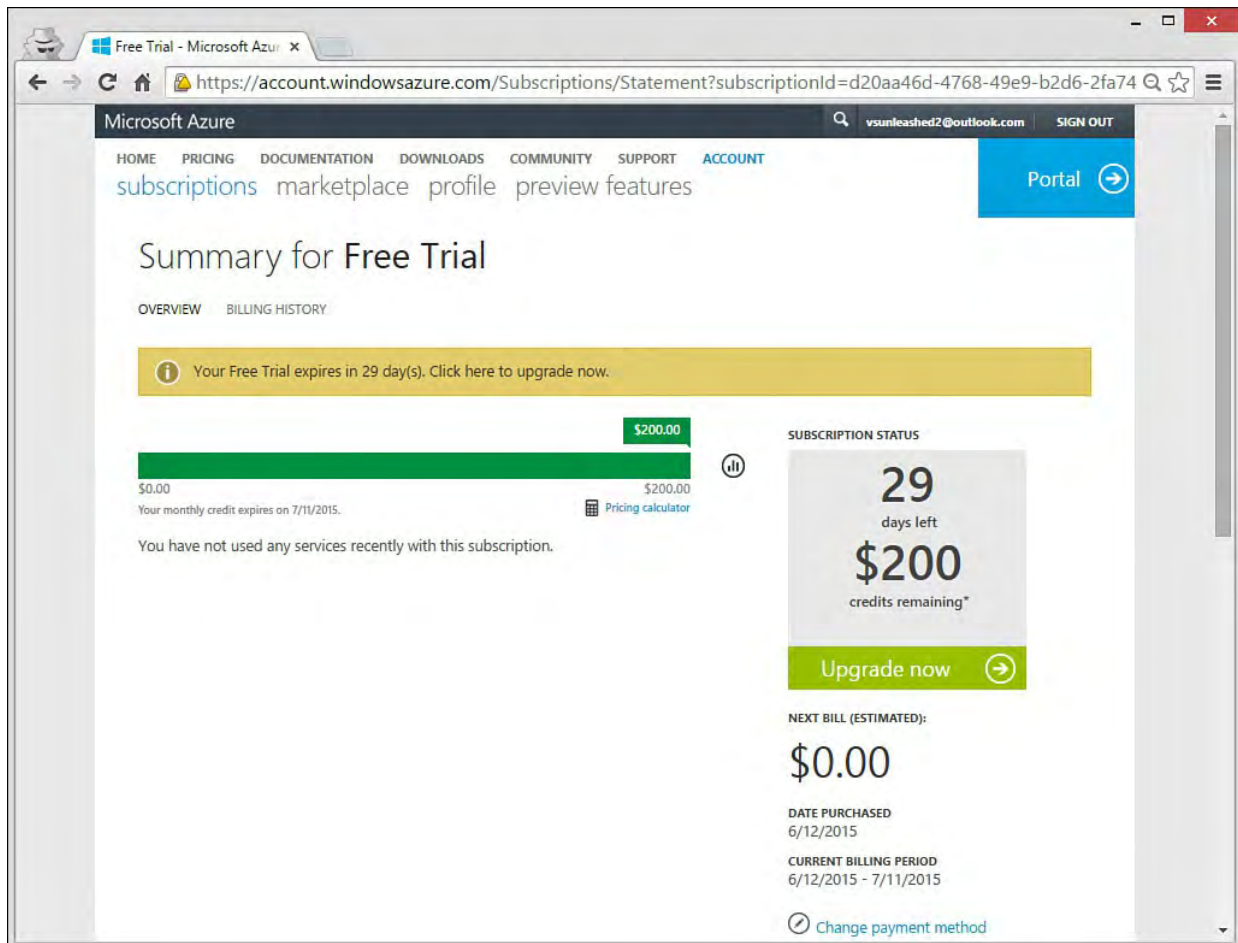 Free Trial - Microsoft Azur
https://account.windowsazure.com/Subscriptions/Statement?subscriptionId=d20aa46d-4768-49e9-b2d6-2fa74
Microsoft Azure vsunleashed2@outlook.com SIGN OUT
HOME PRICING DOCUMENTATION DOWNLOADS COMMUNITY SUPPORT ACCOUNT
subscriptions marketplace profile preview features
Portal
Summary for Free Trial
OVERVIEW BILLING HISTORY
Your Free Trial expires in 29 day(s). Click here to upgrade now.
$200.00
$0.00 $200.00
Your monthly credit expires on 7/11/2015. Pricing calculator
You have not used any services recently with this subscription.
SUBSCRIPTION STATUS
29
days left
$200
credits remaining*
Upgrade now
NEXT BILL (ESTIMATED):
$0.00
DATE PURCHASED
6/12/2015
CURRENT BILLING PERIOD
6/12/2015 - 7/11/2015
Change payment method